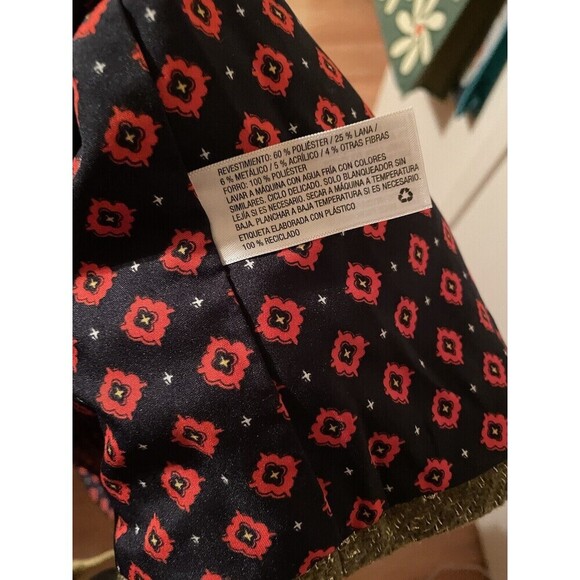 REVESTIMIENTO: 60 % POLIÉSTER / 25 % LANA /
6 % METÁLICO / 5 % ACRÍLICO / 4 % OTRAS FIBRAS
FORRO: 100 % POLIÉSTER
LAVAR A MÁQUINA CON AGUA FRÍA CON COLORES
SIMILARES. CICLO DELICADO. SOLO BLANQUEADOR SIN
LEJÍA SI ES NECESARIO. SECAR A MÁQUINA A TEMPERATURA
BAJA. PLANCHAR A BAJA TEMPERATURA SI ES NECESARIO.
ETIQUETA ELABORADA CON PLÁSTICO
100 % RECICLADO